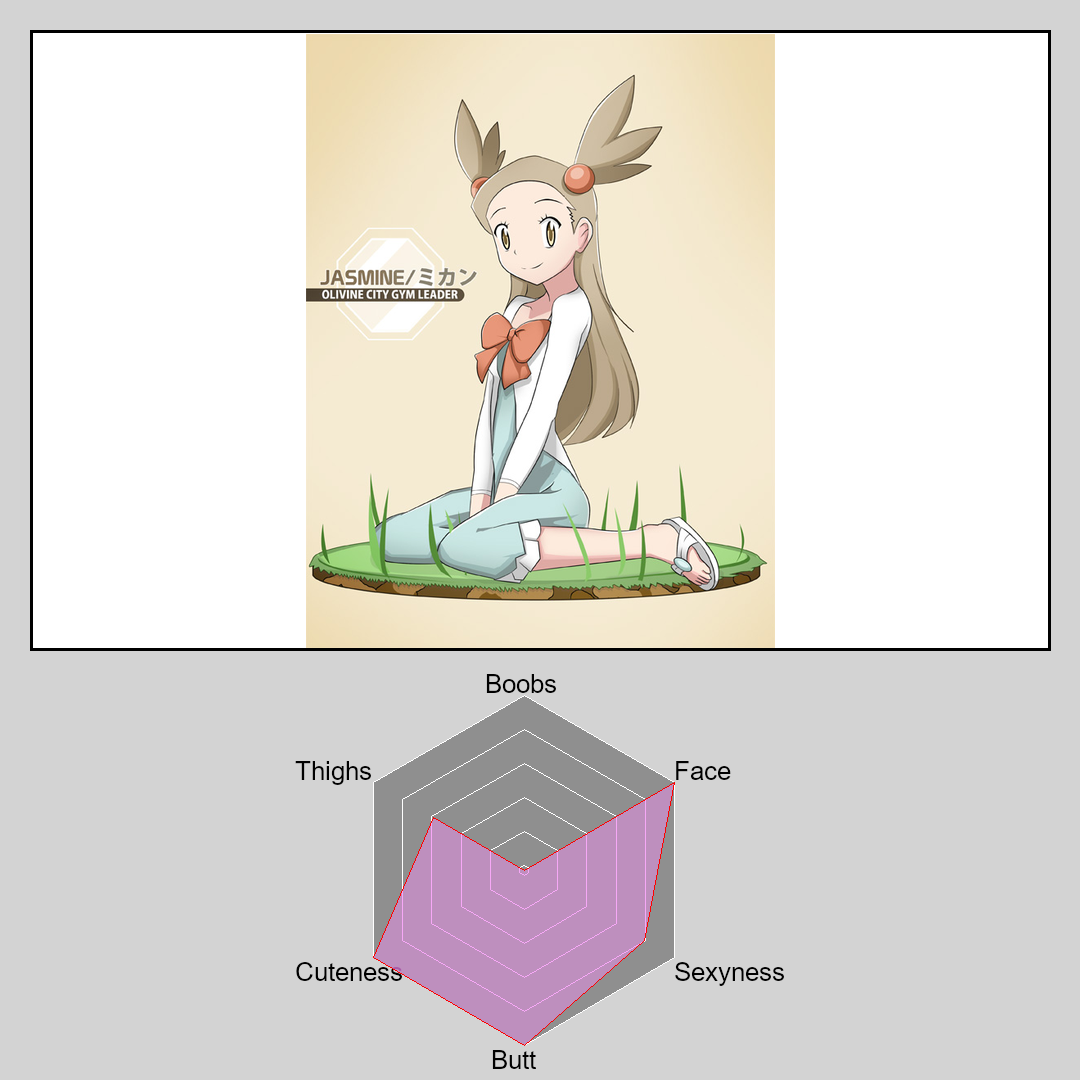 JASMINE/ミカン
OLIVINE CITY GYM LEADER
Boobs
Thighs
Face
Cuteness
Sexyness
Butt